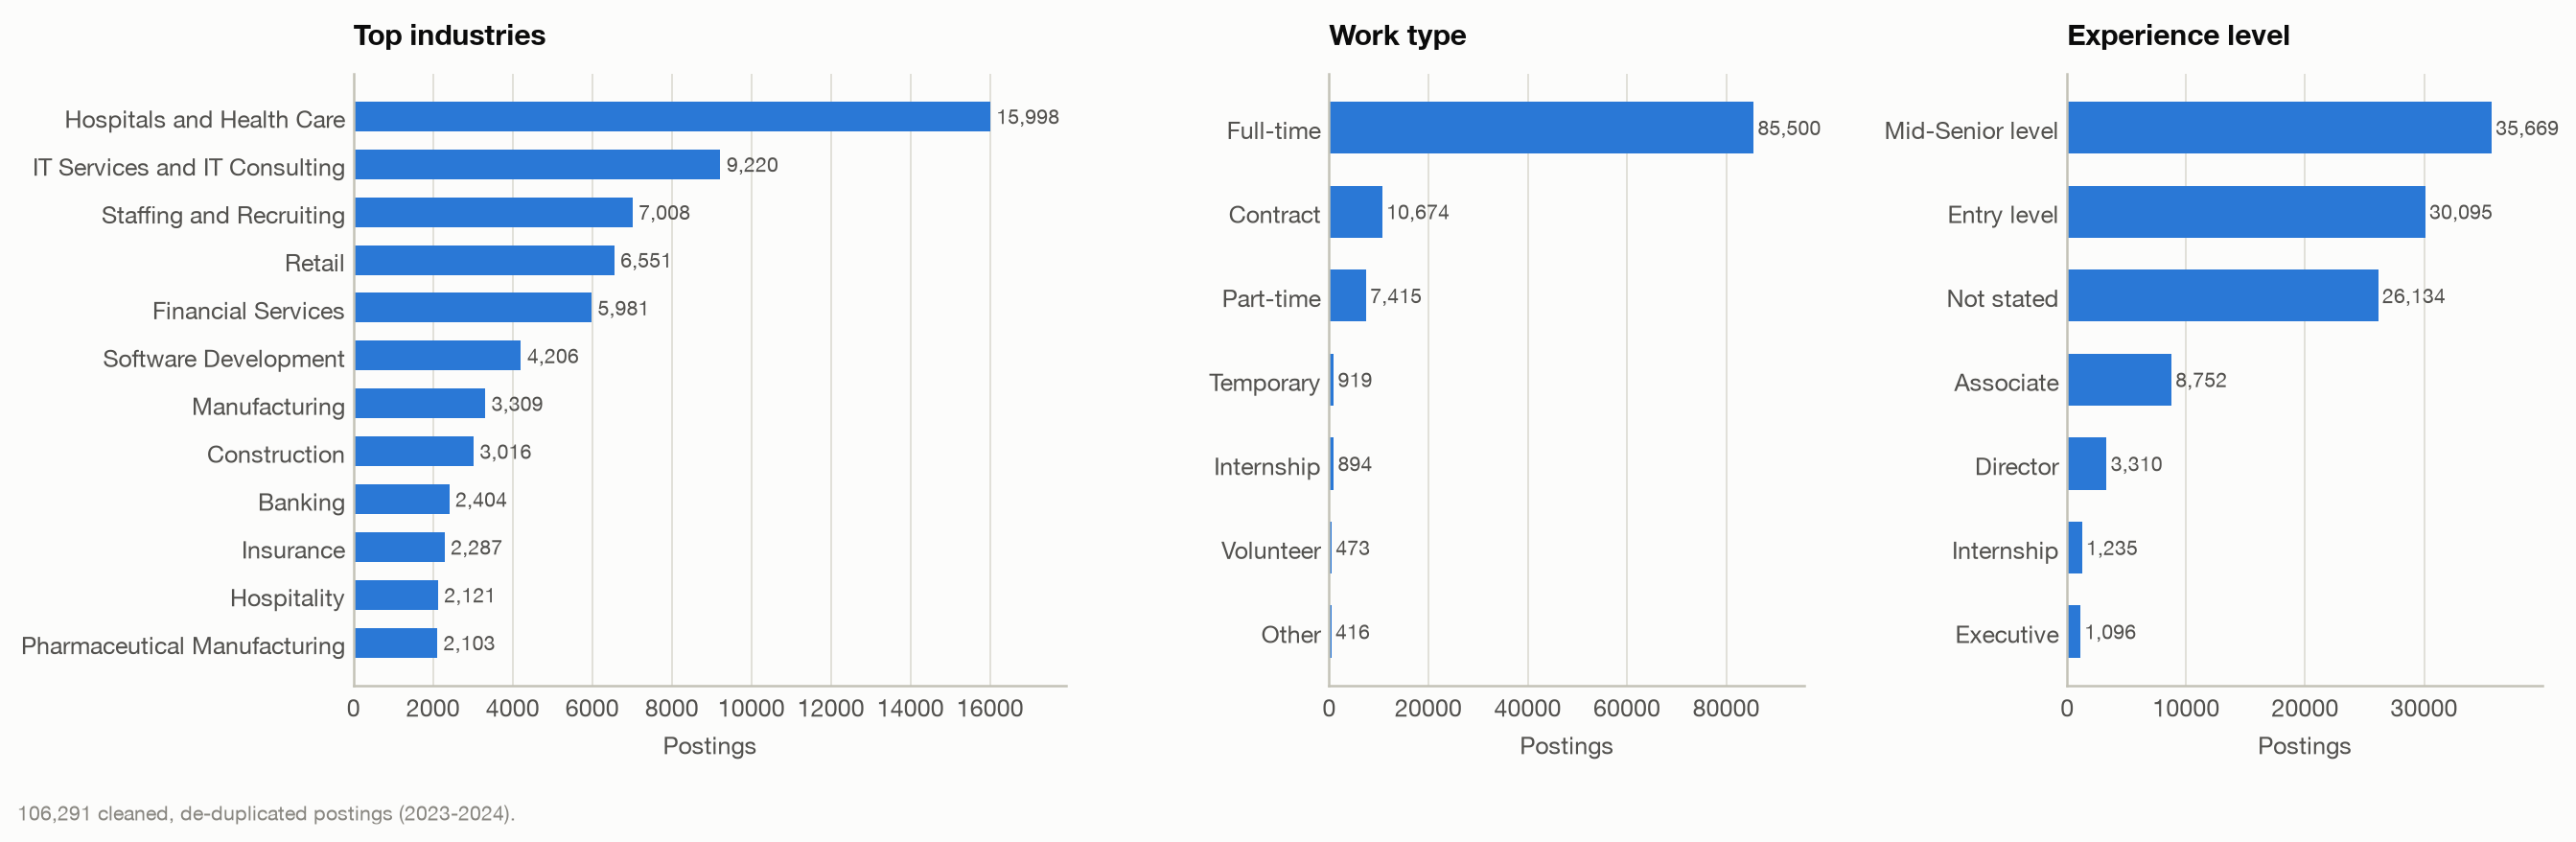 Top industries
Hospitals and Health Care 15,998
IT Services and IT Consulting 9,220
Staffing and Recruiting 7,008
Retail 6,551
Financial Services 5,981
Software Development 4,206
Manufacturing 3,309
Construction 3,016
Banking 2,404
Insurance 2,287
Hospitality 2,121
Pharmaceutical Manufacturing 2,103
0 2000 4000 6000 8000 10000 12000 14000 16000
Postings
Work type
Full-time 85,500
Contract 10,674
Part-time 7,415
Temporary 919
Internship 894
Volunteer 473
Other 416
0 20000 40000 60000 80000
Postings
Experience level
Mid-Senior level 35,669
Entry level 30,095
Not stated 26,134
Associate 8,752
Director 3,310
Internship 1,235
Executive 1,096
0 10000 20000 30000
Postings
106,291 cleaned, de-duplicated postings (2023-2024).